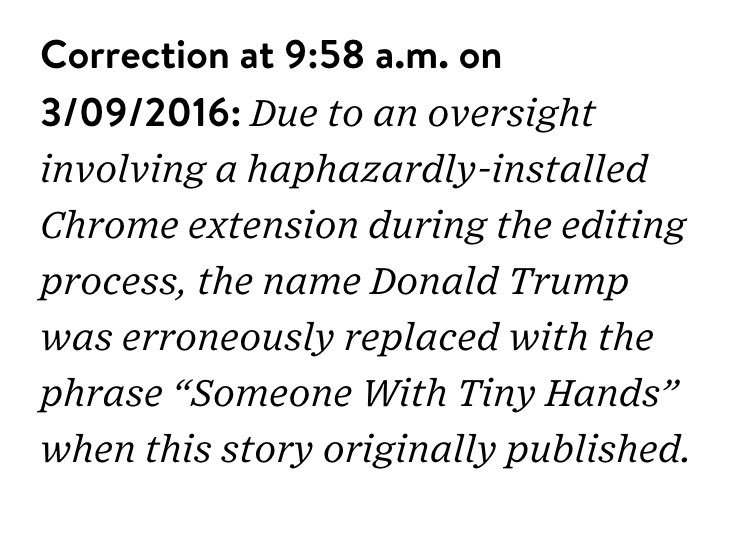 Correction at 9:58 a.m. on
3/09/2016: Due to an oversight
involving a haphazardly-installed
Chrome extension during the editing
process, the name Donald Trump
was erroneously replaced with the
phrase “Someone With Tiny Hands”
when this story originally published.